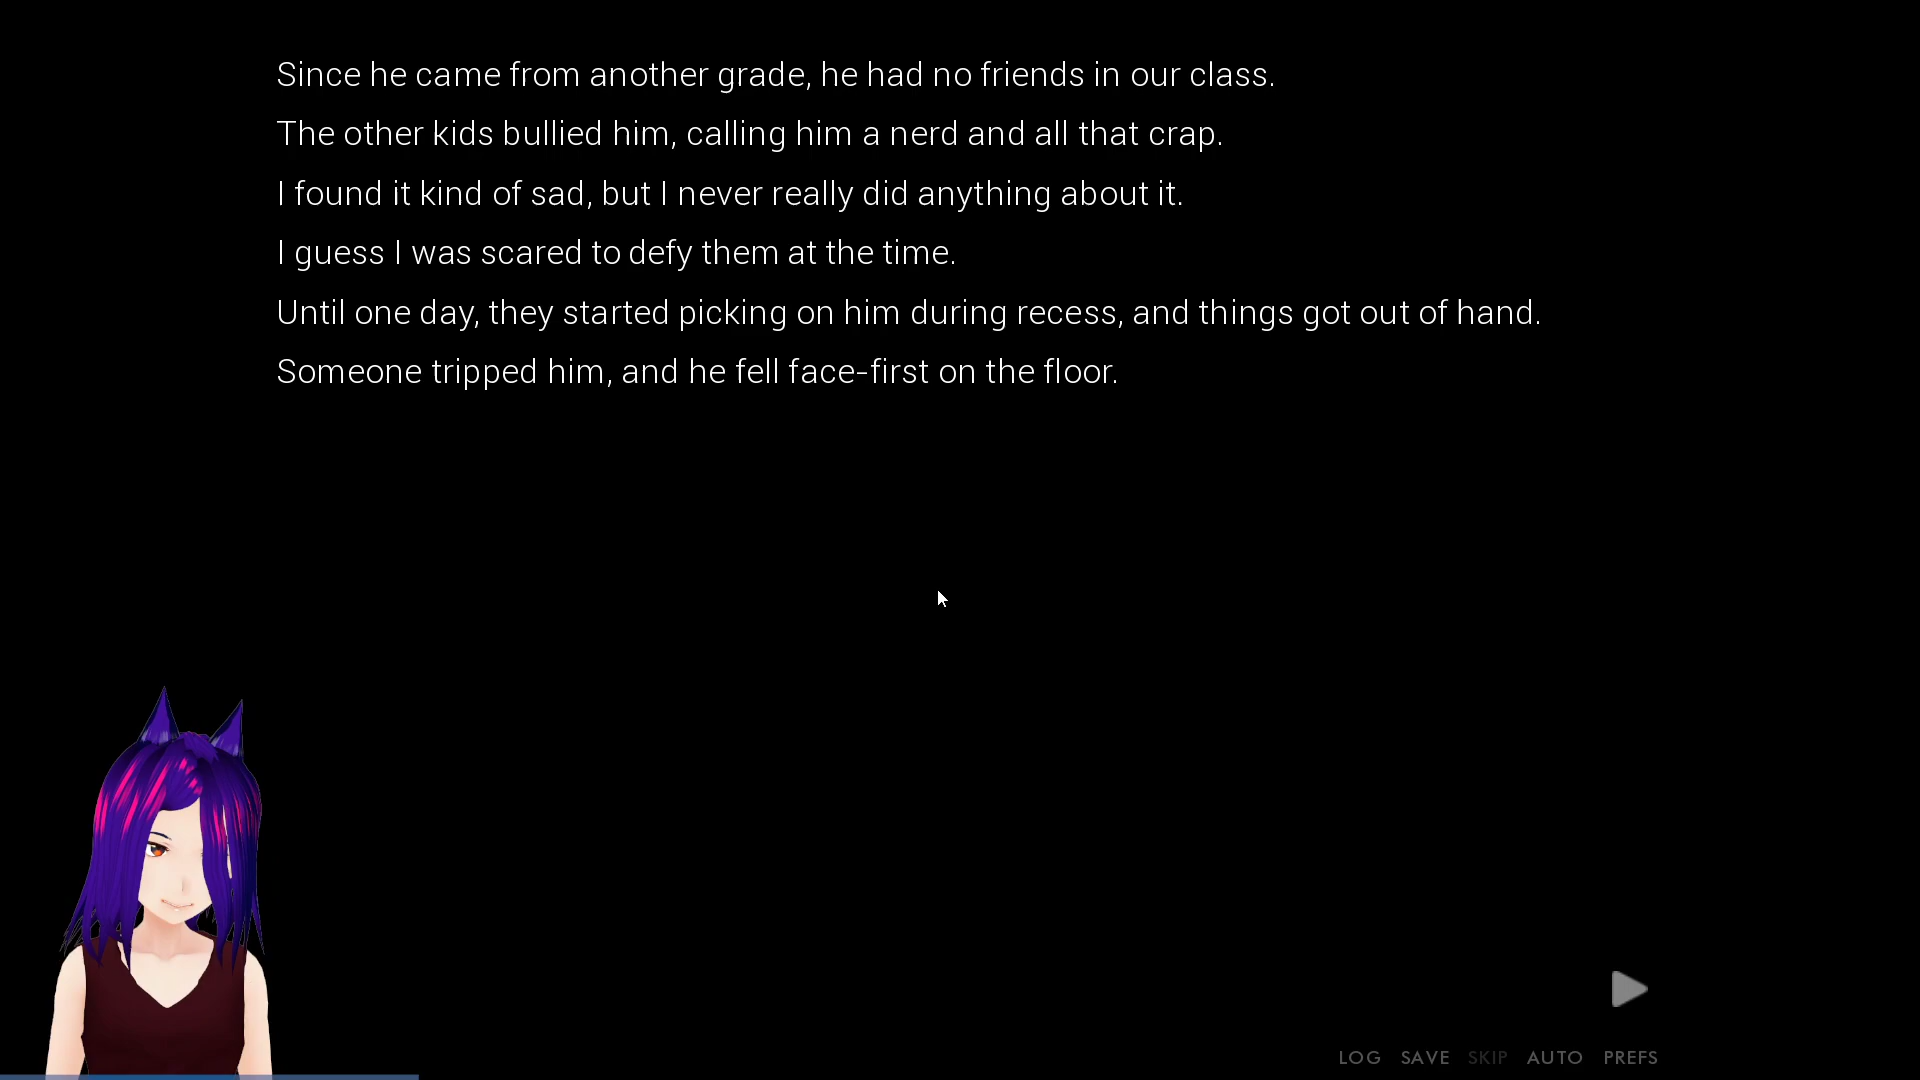 Since he came from another grade, he had no friends in our class.
The other kids bullied him, calling him a nerd and all that crap.
I found it kind of sad, but I never really did anything about it.
I guess I was scared to defy them at the time.
Until one day, they started picking on him during recess, and things got out of hand.
Someone tripped him, and he fell face-first on the floor.
LOG SAVE SKIP AUTO PREFS